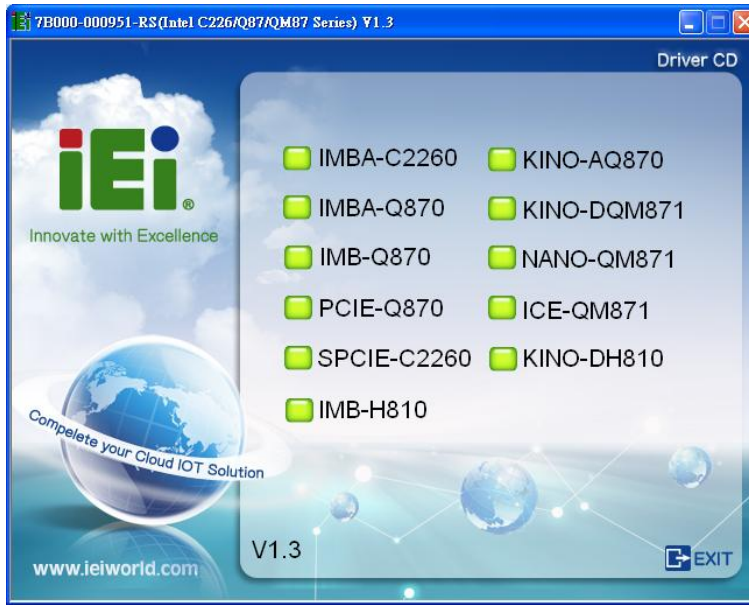 7B000-000951-RS(Intel C226/Q87/QM87 Series) V1.3
Driver CD
iEi®
Innovate with Excellence
IMBA-C2260
IMBA-Q870
IMB-Q870
PCIE-Q870
SPCIE-C2260
IMB-H810
KINO-AQ870
KINO-DQM871
NANO-QM871
ICE-QM871
KINO-DH810
Compelete your Cloud IOT Solution
www.ieiworld.com
V1.3
EXIT